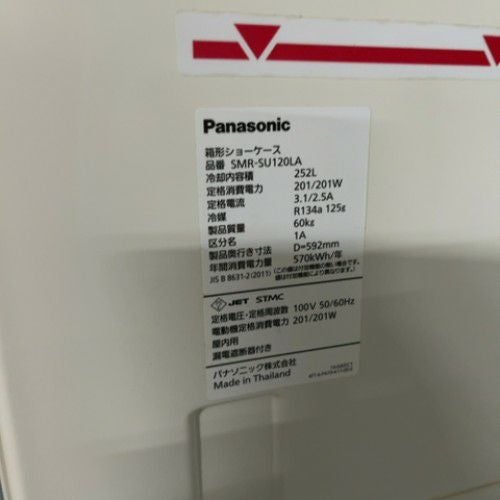 Panasonic
箱形ショーケース
品番 SMR-SU120LA
冷却内容積 252L
定格消費電力 201/201W
定格電流 3.1/2.5A
冷媒 R134a 125g
製品質量 60kg
区分名 1A
製品奥行き寸法 D=592mm
年間消費電力量 570kWh/年
JIS B 8631-2(2011)
JET STMC
定格電圧・定格周波数 100V 50/60Hz
電動機定格消費電力 201/201W
屋内用
漏電遮断器付き
パナソニック株式会社
Made in Thailand